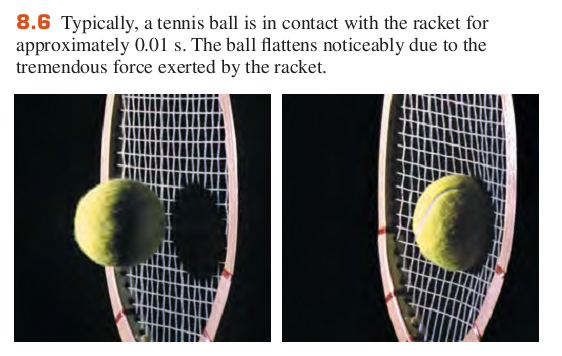 8.6 Typically, a tennis ball is in contact with the racket for
approximately 0.01 s. The ball flattens noticeably due to the
tremendous force exerted by the racket.